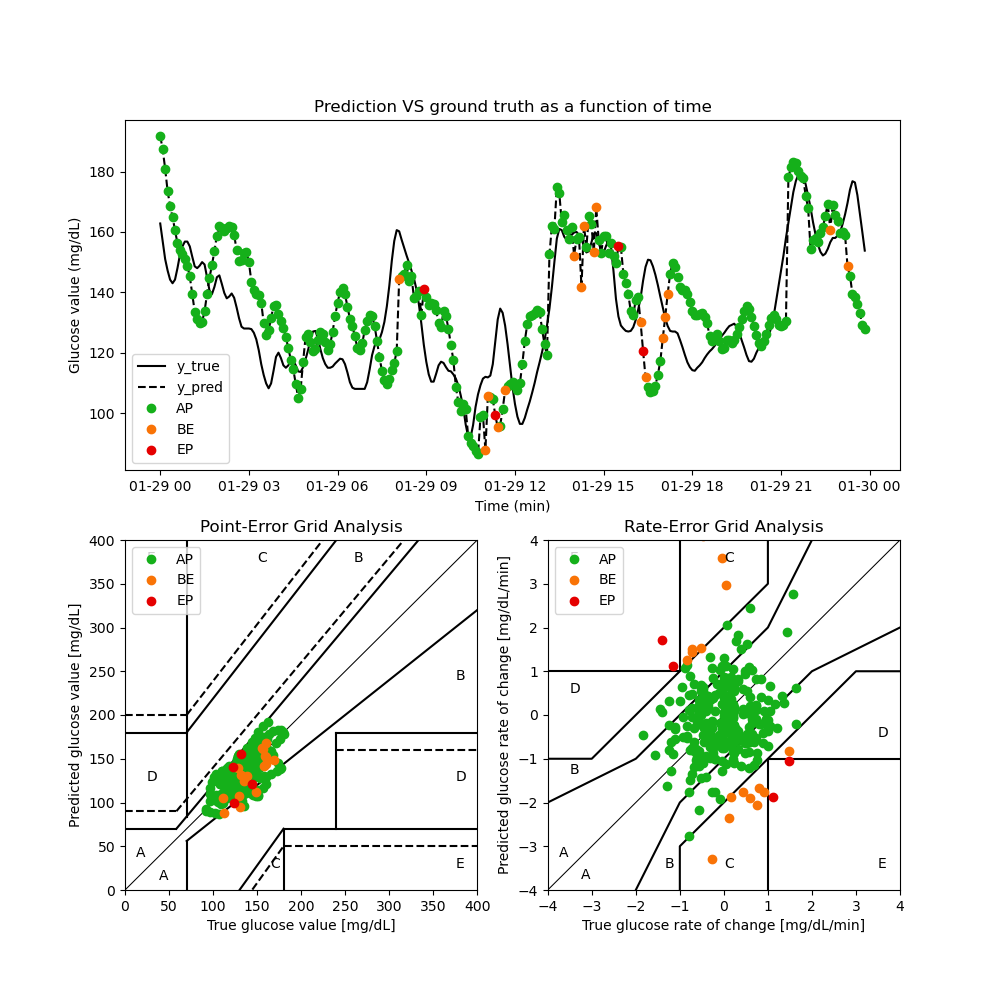 Prediction VS ground truth as a function of time
Glucose value (mg/dL)
180
160
140
120
100
y_true
y_pred
AP
BE
EP
01-29 00 01-29 03 01-29 06 01-29 09 01-29 12 01-29 15 01-29 18 01-29 21 01-30 00
Time (min)
Point-Error Grid Analysis
Predicted glucose value [mg/dL]
400
350
300
250
200
150
100
50
0
AP
BE
EP
C
B
B
D
D
A
A
C
E
0 50 100 150 200 250 300 350 400
True glucose value [mg/dL]
Rate-Error Grid Analysis
Predicted glucose rate of change [mg/dL/min]
4
3
2
1
0
−1
−2
−3
−4
AP
BE
EP
C
D
D
B
A
A
B
C
E
−4 −3 −2 −1 0 1 2 3 4
True glucose rate of change [mg/dL/min]